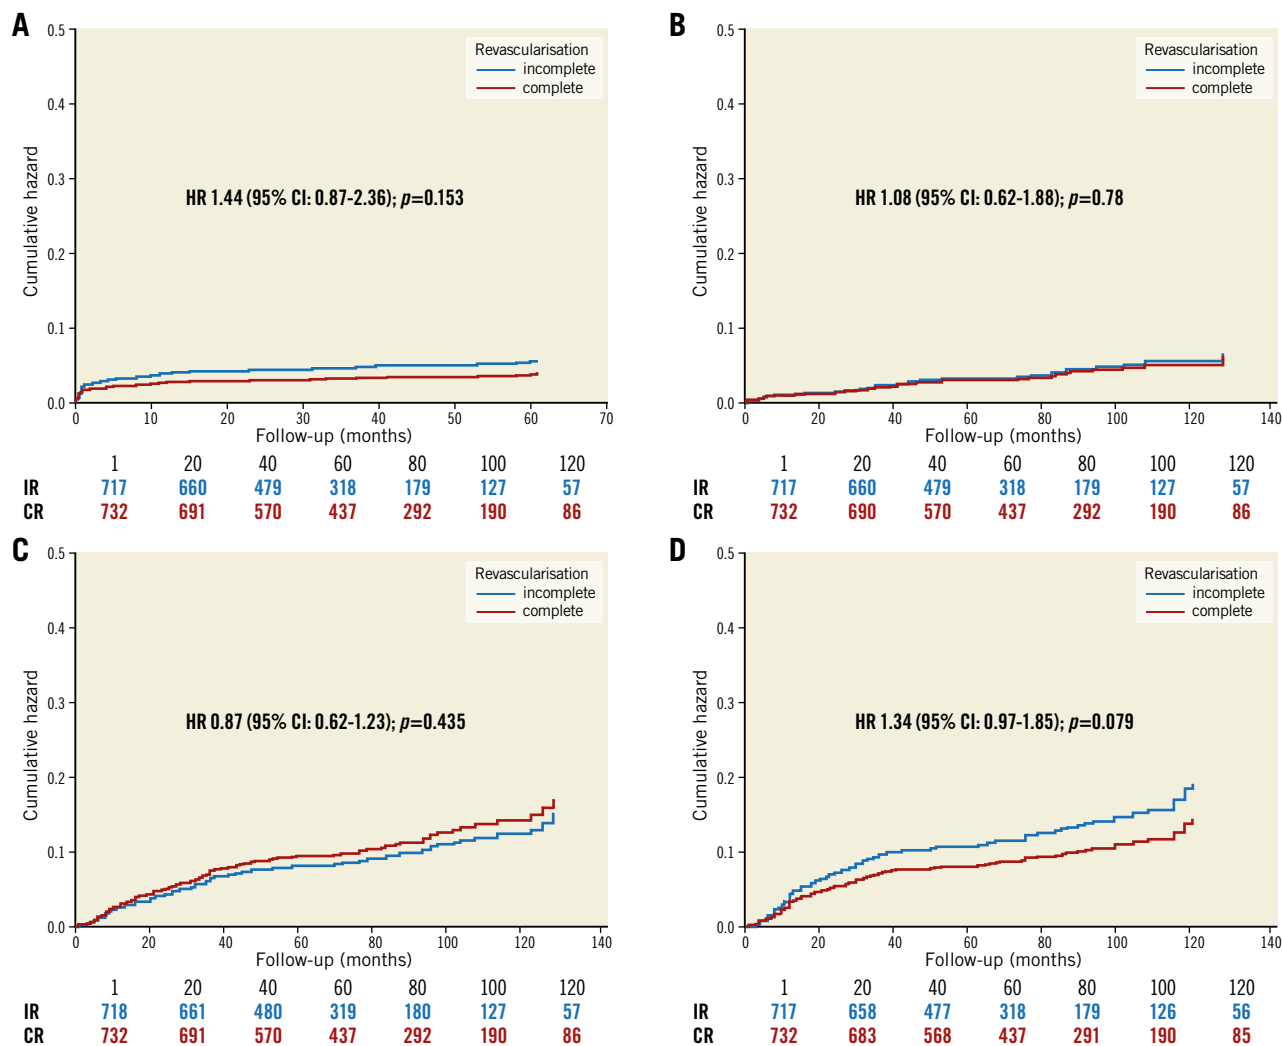 A
0.5
0.4
0.3
0.2
0.1
0.0
Cumulative hazard
Revascularisation
incomplete
complete
HR 1.44 (95% CI: 0.87-2.36); p=0.153
0 10 20 30 40 50 60 70
Follow-up (months)
1 20 40 60 80 100 120
IR 717 660 479 318 179 127 57
CR 732 691 570 437 292 190 86
B
0.5
0.4
0.3
0.2
0.1
0.0
Cumulative hazard
Revascularisation
incomplete
complete
HR 1.08 (95% CI: 0.62-1.88); p=0.78
0 20 40 60 80 100 120 140
Follow-up (months)
1 20 40 60 80 100 120
IR 717 660 479 318 179 127 57
CR 732 690 570 437 292 190 86
C
0.5
0.4
0.3
0.2
0.1
0.0
Cumulative hazard
Revascularisation
incomplete
complete
HR 0.87 (95% CI: 0.62-1.23); p=0.435
0 20 40 60 80 100 120 140
Follow-up (months)
1 20 40 60 80 100 120
IR 718 661 480 319 180 127 57
CR 732 691 570 437 292 190 86
D
0.5
0.4
0.3
0.2
0.1
0.0
Cumulative hazard
Revascularisation
incomplete
complete
HR 1.34 (95% CI: 0.97-1.85); p=0.079
0 20 40 60 80 100 120 140
Follow-up (months)
1 20 40 60 80 100 120
IR 717 658 477 318 179 126 56
CR 732 683 568 437 291 190 85